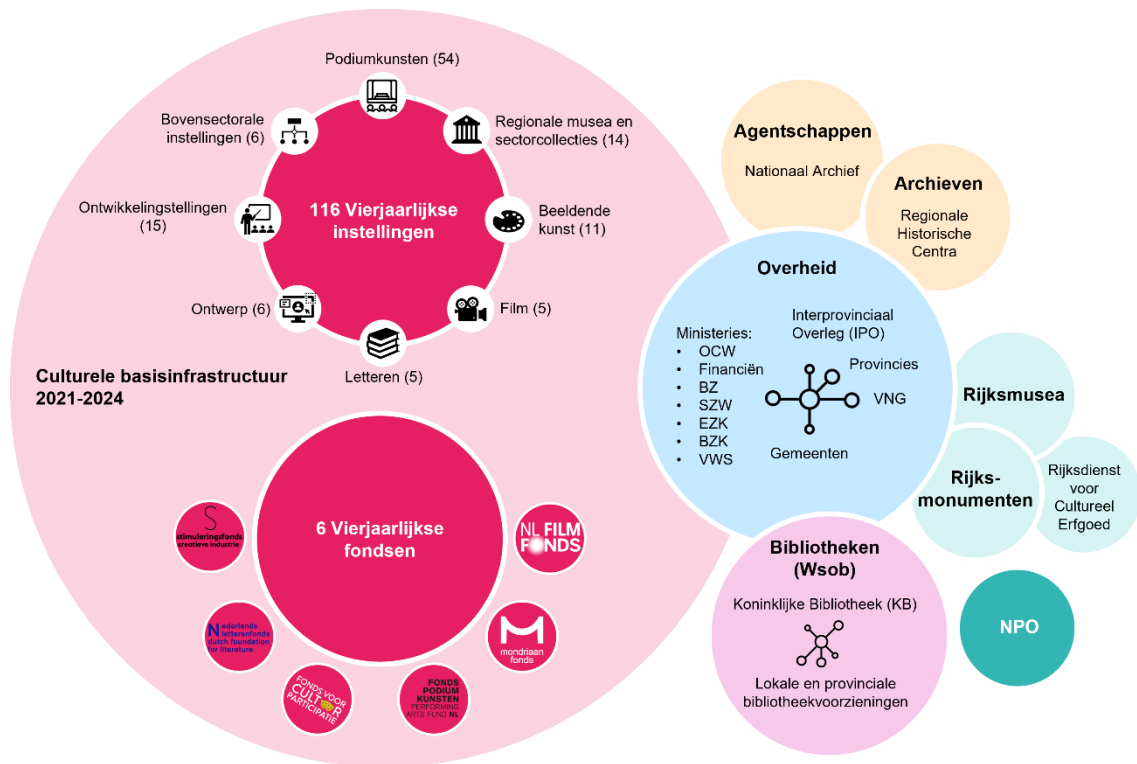 Podiumkunsten (54)
Bovensectorale
instellingen (6)
Regionale musea en
sectorcollecties (14)
Ontwikkelingstellingen
(15)
116 Vierjaarlijkse
instellingen
Beeldende
kunst (11)
Ontwerp (6)
Film (5)
Letteren (5)
Culturele basisinfrastructuur
2021-2024
6 Vierjaarlijkse
fondsen
S
stimuleringsfonds
creatieve industrie
NL FILM
FONDS
Nederlands
letterenfonds
dutch foundation
for literature
mondriaan
fonds
FONDS VOOR
CULTUUR
PARTICIPATIE
FONDS
PODIUM
KUNSTEN
PERFORMING
ARTS FUND NL
Agentschappen
Nationaal Archief
Archieven
Regionale
Historische
Centra
Overheid
Ministeries:
• OCW
• Financiën
• BZ
• SZW
• EZK
• BZK
• VWS
Interprovinciaal
Overleg (IPO)
Provincies
VNG
Gemeenten
Rijksmusea
Rijks-
monumenten
Rijksdienst
voor
Cultureel
Erfgoed
Bibliotheken
(Wsob)
Koninklijke Bibliotheek (KB)
Lokale en provinciale
bibliotheekvoorzieningen
NPO